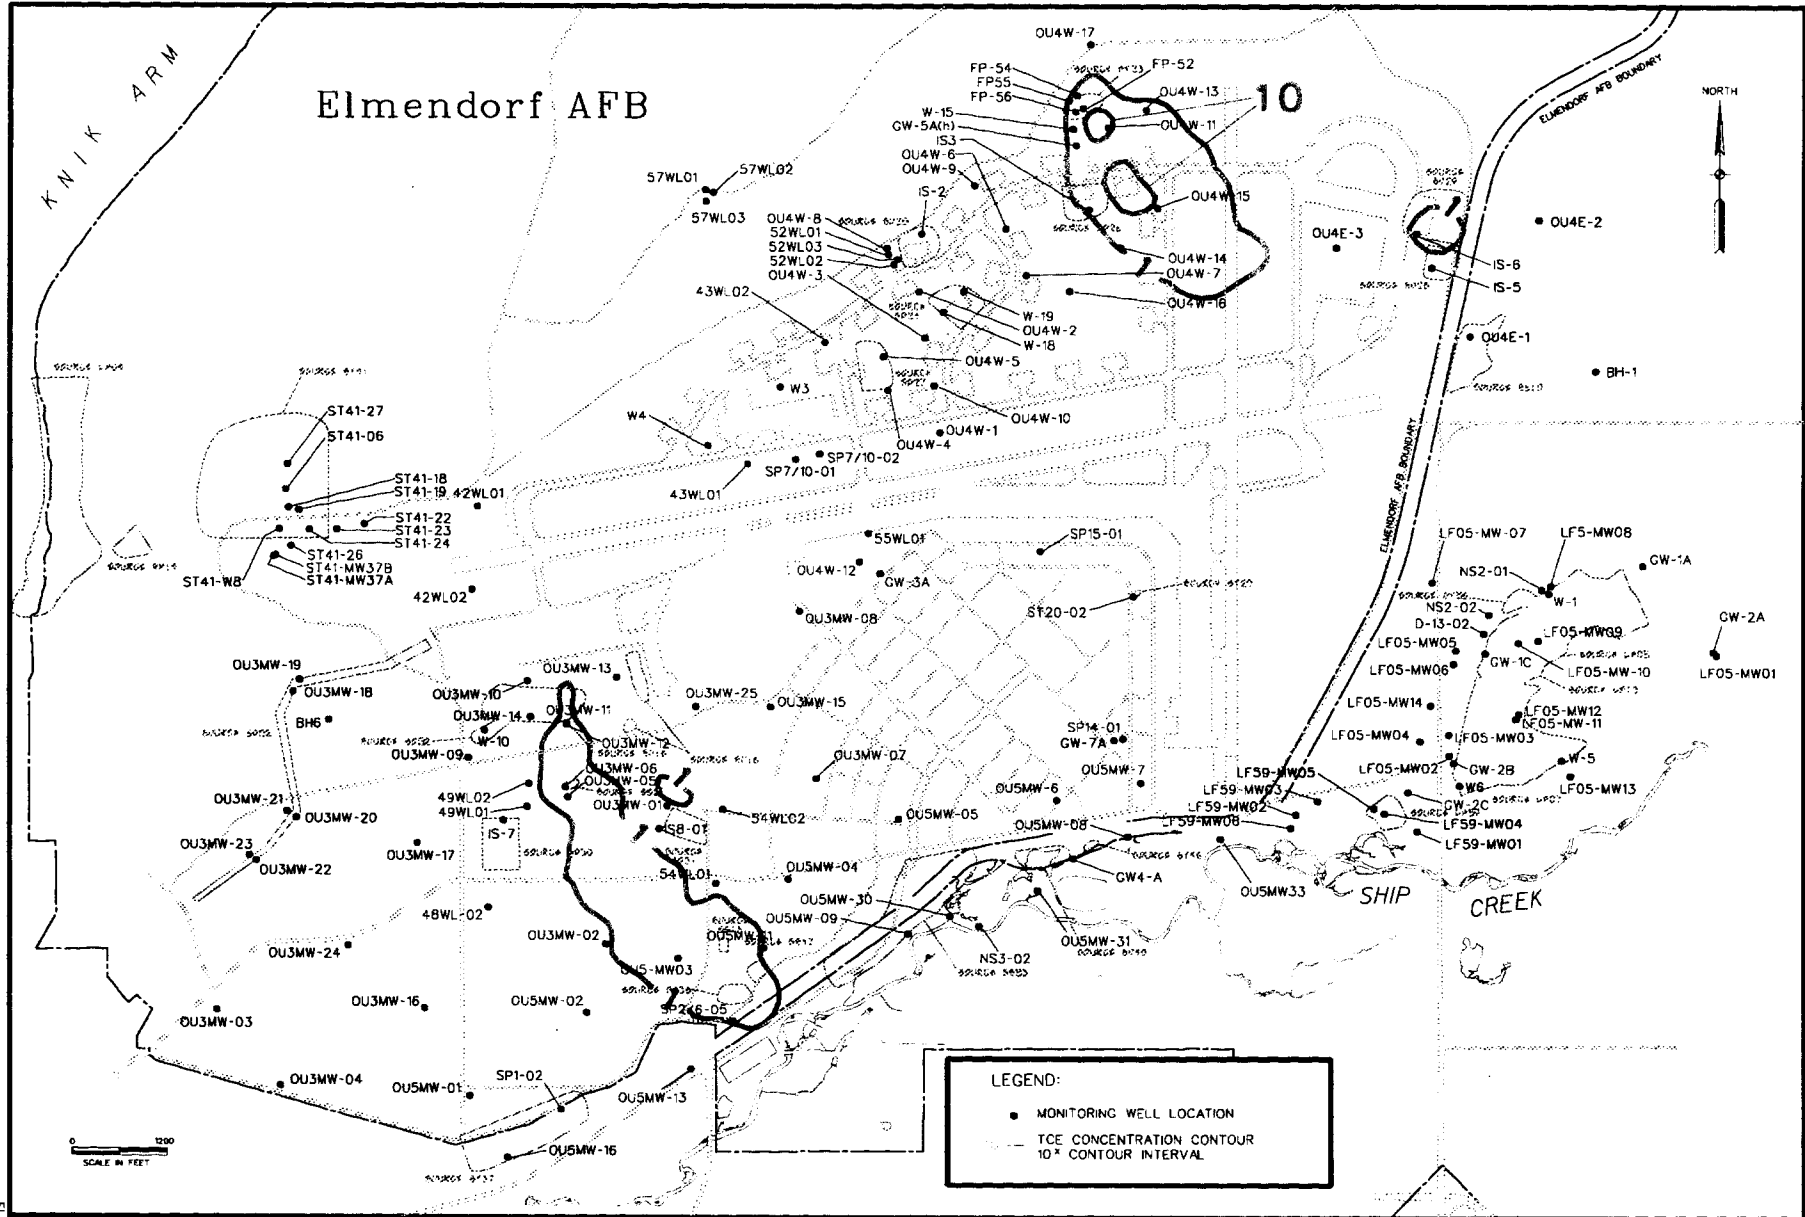 Elmendorf AFB
KNIK ARM
NORTH
ELMENDORF AFB BOUNDARY
ELMENDORF AFB BOUNDARY
OU4W-17
FP-54
FP55
FP-56
FP-52
OU4W-13
10
W-15
GW-5A(h)
IS3
OU4W-11
OU4W-6
OU4W-9
IS-2
OU4W-15
57WL01
57WL02
57WL03
OU4W-8
52WL01
52WL03
52WL02
OU4W-3
43WL02
OU4W-14
1
OU4W-7
OU4W-16
W-19
OU4W-2
W-18
OU4W-5
OU4W-10
OU4W-1
OU4W-4
W3
W4
SP7/10-02
SP7/10-01
43WL01
1
OU4E-3
OU4E-2
IS-6
IS-5
OU4E-1
BH-1
ST41-27
ST41-06
ST41-18
ST41-19
42WL01
ST41-22
ST41-23
ST41-24
ST41-26
ST41-MW37B
ST41-MW37A
ST41-W8
42WL02
55WL01
OU4W-12
GW-3A
OU3MW-08
SP15-01
ST20-02
LF05-MW-07
LF5-MW08
NS2-01
GW-1A
W-1
NS2-02
D-13-02
LF05-MW05
LF05-MW09
GW-2A
LF05-MW06
GW-1C
LF05-MW-10
LF05-MW01
LF05-MW14
LF05-MW12
LF05-MW-11
LF05-MW04
LF05-MW03
LF05-MW02
GW-2B
W-5
W6
LF05-MW13
GW-2C
OU3MW-19
OU3MW-18
BH6
OU3MW-13
OU3MW-10
OU3MW-25
OU3MW-15
OU3MW-14
OU3MW-11
W-10
OU3MW-09
OU3MW-12
OU3MW-06
OU3MW-05
OU3MW-01
1
OU3MW-07
SP14-01
GW-7A
OU5MW-7
OU5MW-6
OU5MW-05
OU5MW-08
LF59-MW05
LF59-MW03
LF59-MW02
LF59-MW06
LF59-MW04
LF59-MW01
49WL02
49WL01
IS-7
IS8-01
54WL02
54WL01
1
OU3MW-21
OU3MW-20
OU3MW-23
OU3MW-22
OU3MW-17
48WL-02
OU3MW-24
OU3MW-02
OU5MW-04
OU5MW-30
OU5MW-09
GW4-A
OU5MW33
OU5MW-31
NS3-02
SHIP CREEK
OU5-MW03
OU3MW-16
OU5MW-02
OU3MW-03
1
OU3MW-04
OU5MW-01
SP1-02
OU5MW-13
OU5MW-16
0 1200
SCALE IN FEET
LEGEND:
MONITORING WELL LOCATION
TCE CONCENTRATION CONTOUR
10ˣ CONTOUR INTERVAL